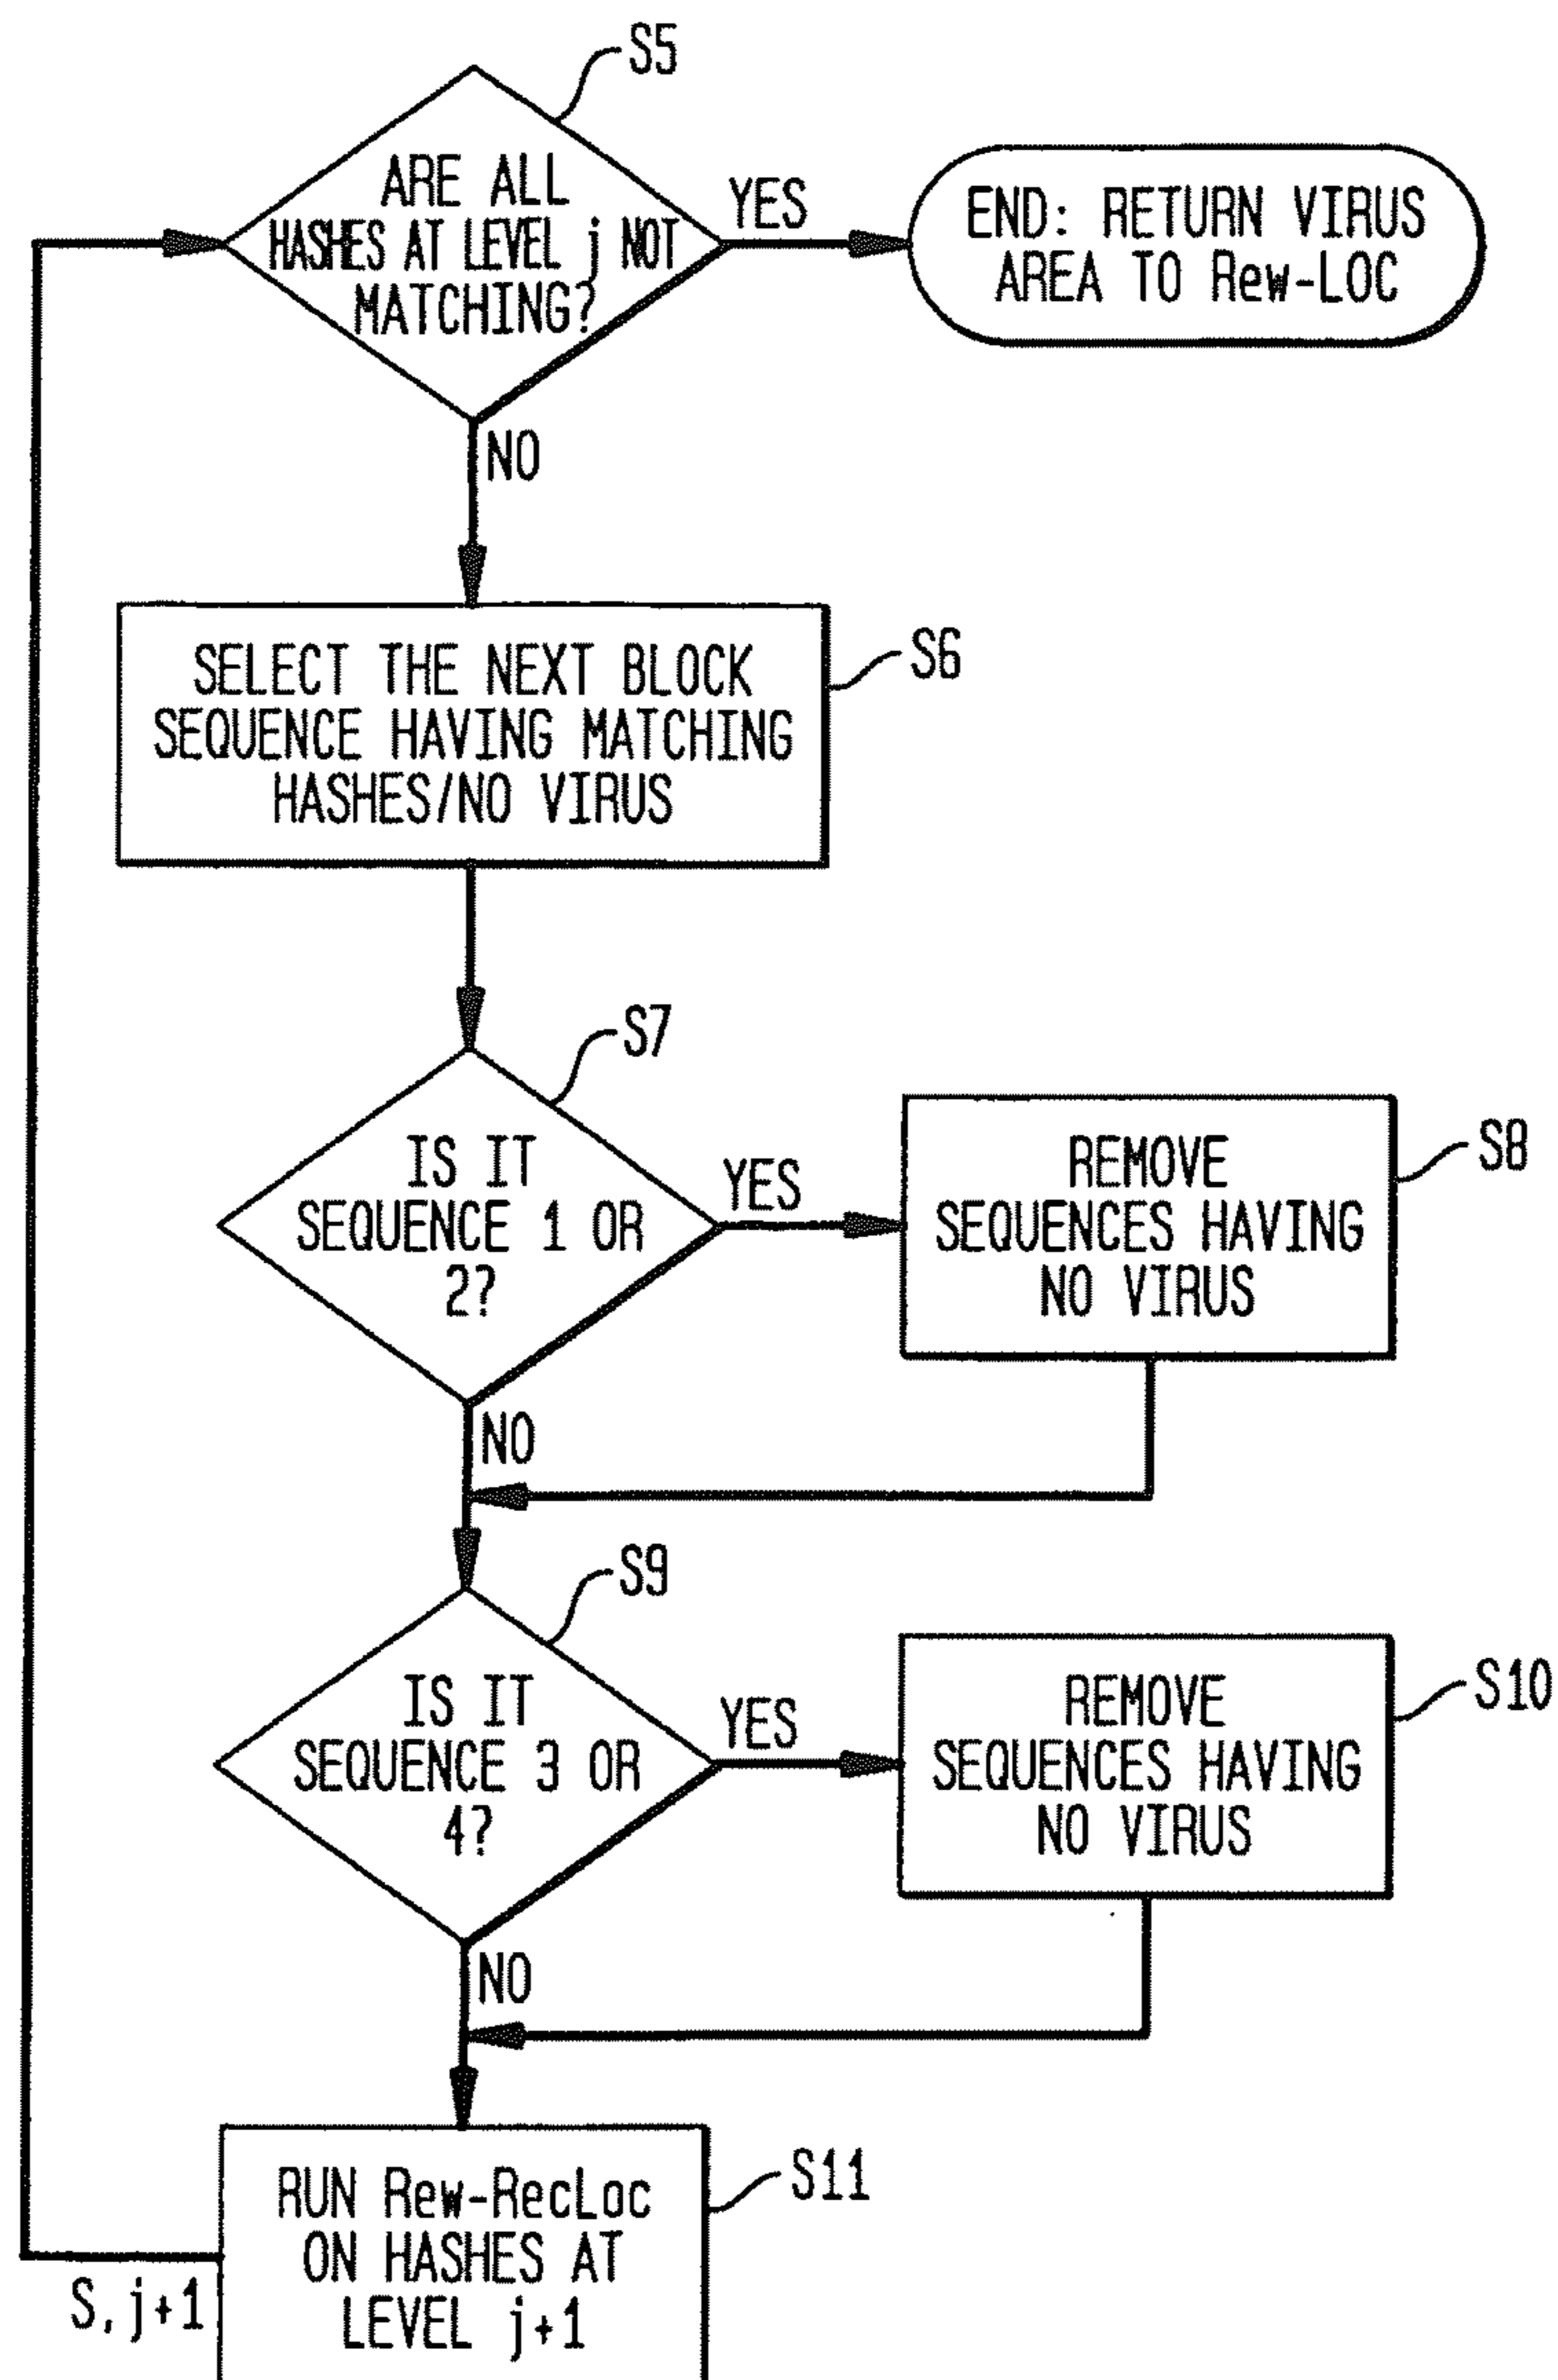 S5
ARE ALL
HASHES AT LEVEL j NOT
MATCHING?
YES
END: RETURN VIRUS
AREA TO Rew-LOC
NO
SELECT THE NEXT BLOCK
SEQUENCE HAVING MATCHING
HASHES/NO VIRUS
S6
S7
IS IT
SEQUENCE 1 OR
2?
YES
REMOVE
SEQUENCES HAVING
NO VIRUS
S8
NO
S9
IS IT
SEQUENCE 3 OR
4?
YES
REMOVE
SEQUENCES HAVING
NO VIRUS
S10
NO
RUN Rew-RecLoc
ON HASHES AT
LEVEL j+1
S11
S, j+1